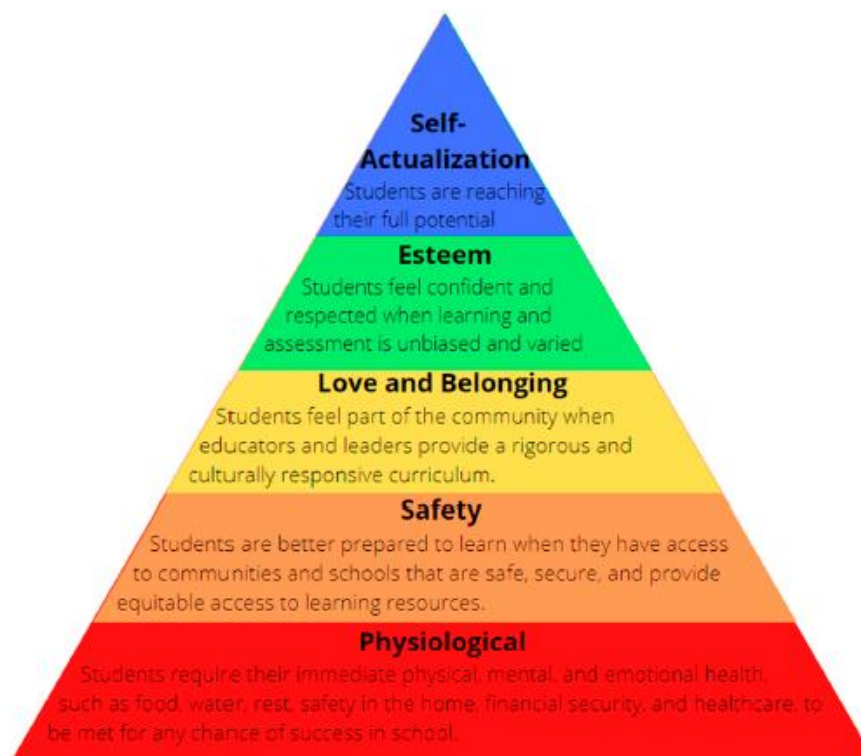 Self-
Actualization
Students are reaching
their full potential
Esteem
Students feel confident and
respected when learning and
assessment is unbiased and varied
Love and Belonging
Students feel part of the community when
educators and leaders provide a rigorous and
culturally responsive curriculum.
Safety
Students are better prepared to learn when they have access
to communities and schools that are safe, secure, and provide
equitable access to learning resources.
Physiological
Students require their immediate physical, mental, and emotional health,
such as food, water, rest, safety in the home, financial security, and healthcare, to
be met for any chance of success in school.